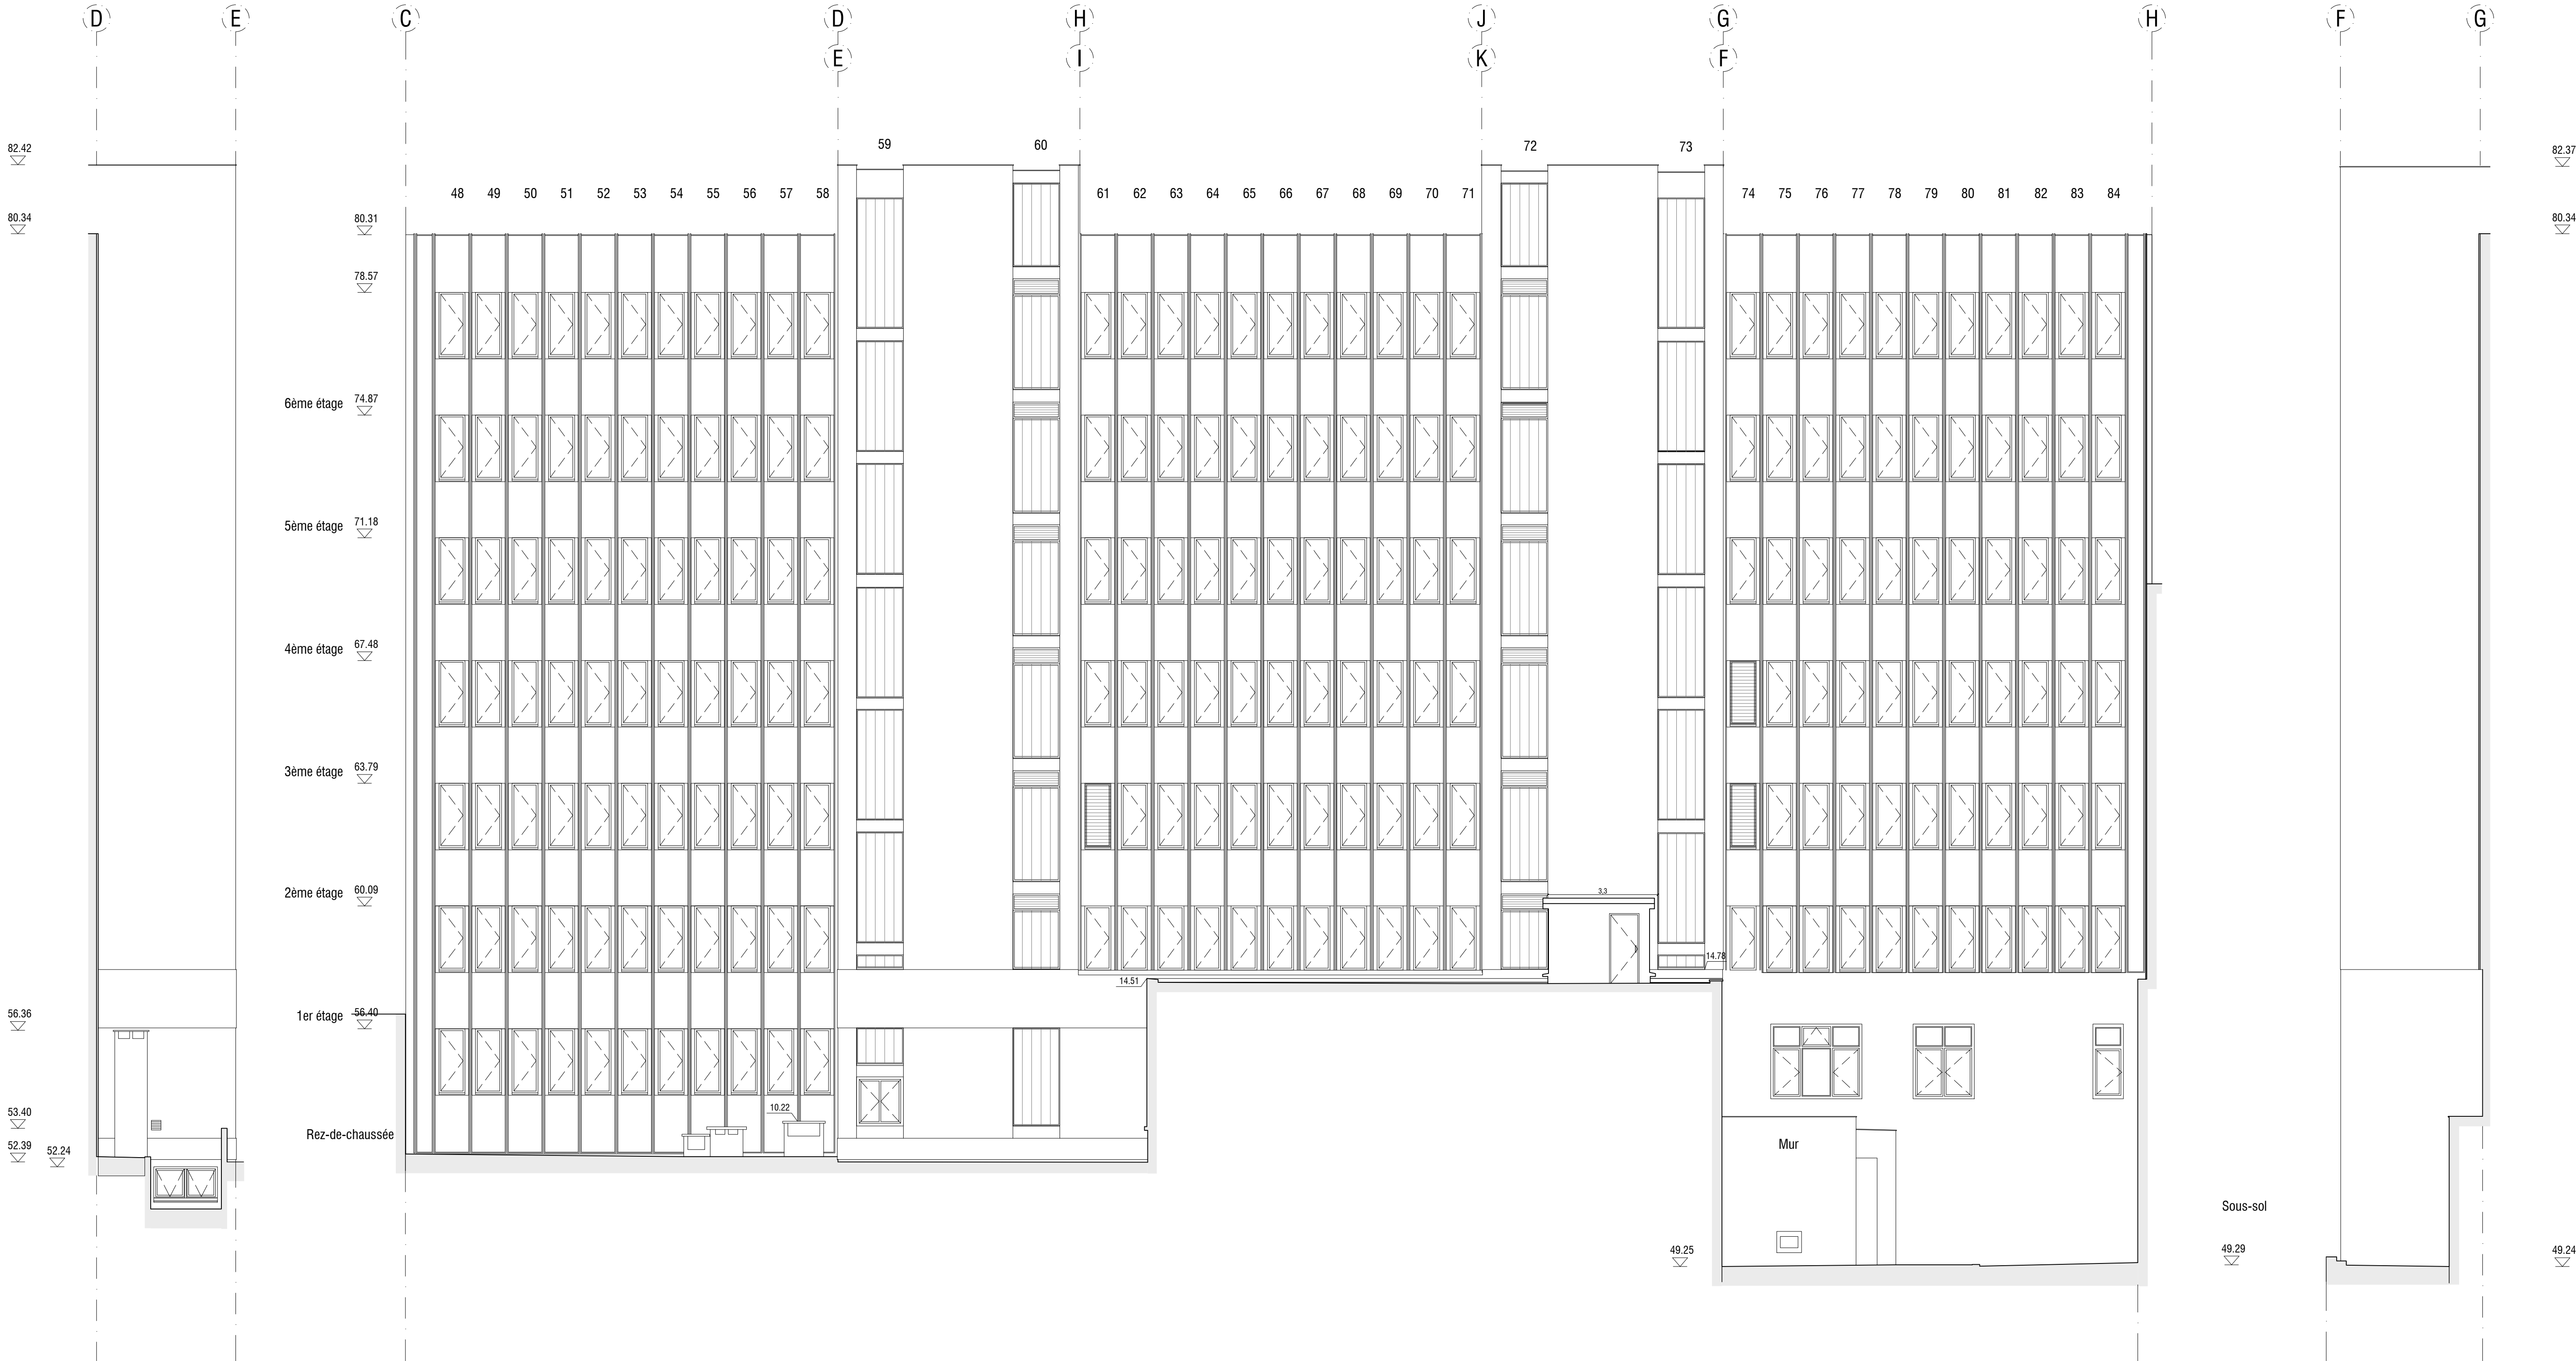 D E C D H J G H F G
E I K F
59 60 72 73
82.42 82.37
48 49 50 51 52 53 54 55 56 57 58 61 62 63 64 65 66 67 68 69 70 71 74 75 76 77 78 79 80 81 82 83 84
80.34 80.31 80.34
78.57
6ème étage 74.87
5ème étage 71.18
4ème étage 67.48
3ème étage 63.79
2ème étage 60.09
3,3
14.78
14.51
56.36 1er étage 56.40
10.22
53.40
Rez-de-chaussée
52.39 52.24
Mur
Sous-sol
49.25 49.29 49.24